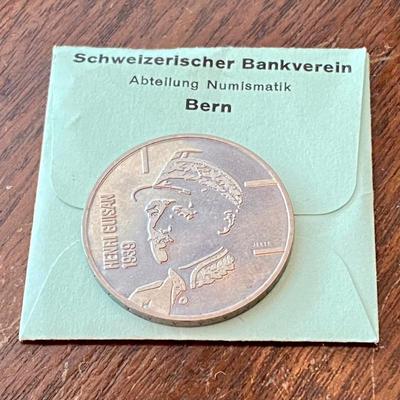 Schweizerischer Bankverein
Abteilung Numismatik
Bern
HENRI GUISAN
1939